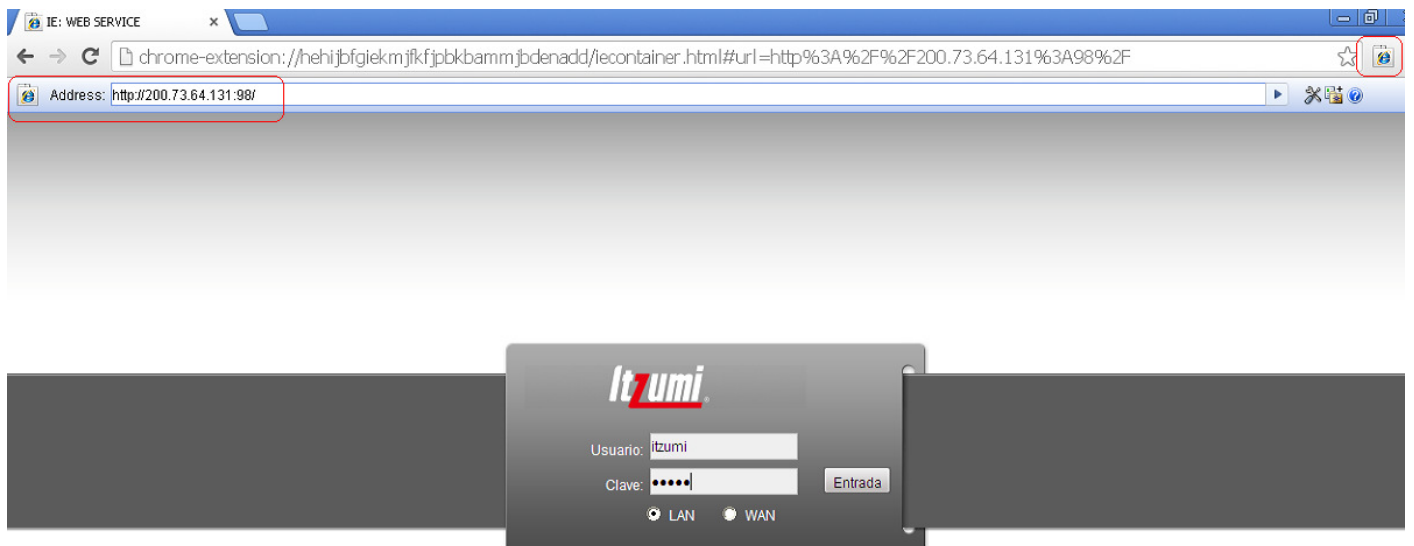 IE: WEB SERVICE
chrome-extension://hehijbfgiekmjfkfjpbkbammjbdenadd/iecontainer.html#url=http%3A%2F%2F200.73.64.131%3A98%2F
Address: http://200.73.64.131:98/
Itzumi
Usuario: itzumi
Clave: •••••
Entrada
LAN WAN